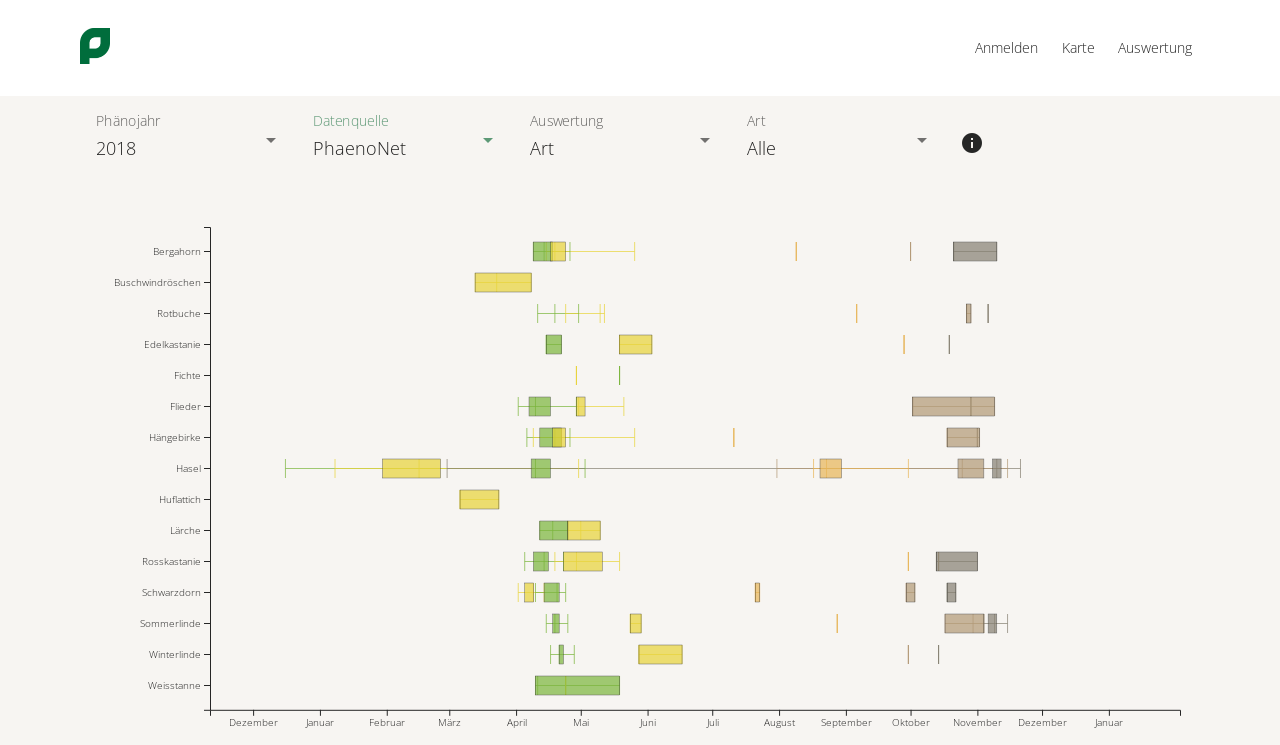 Anmelden Karte Auswertung
Phänojahr Datenquelle Auswertung Art
2018 PhaenoNet Art Alle
Bergahorn
Buschwindröschen
Rotbuche
Edelkastanie
Fichte
Flieder
Hängebirke
Hasel
Huflattich
Lärche
Rosskastanie
Schwarzdorn
Sommerlinde
Winterlinde
Weisstanne
Dezember Januar Februar März April Mai Juni Juli August September Oktober November Dezember Januar